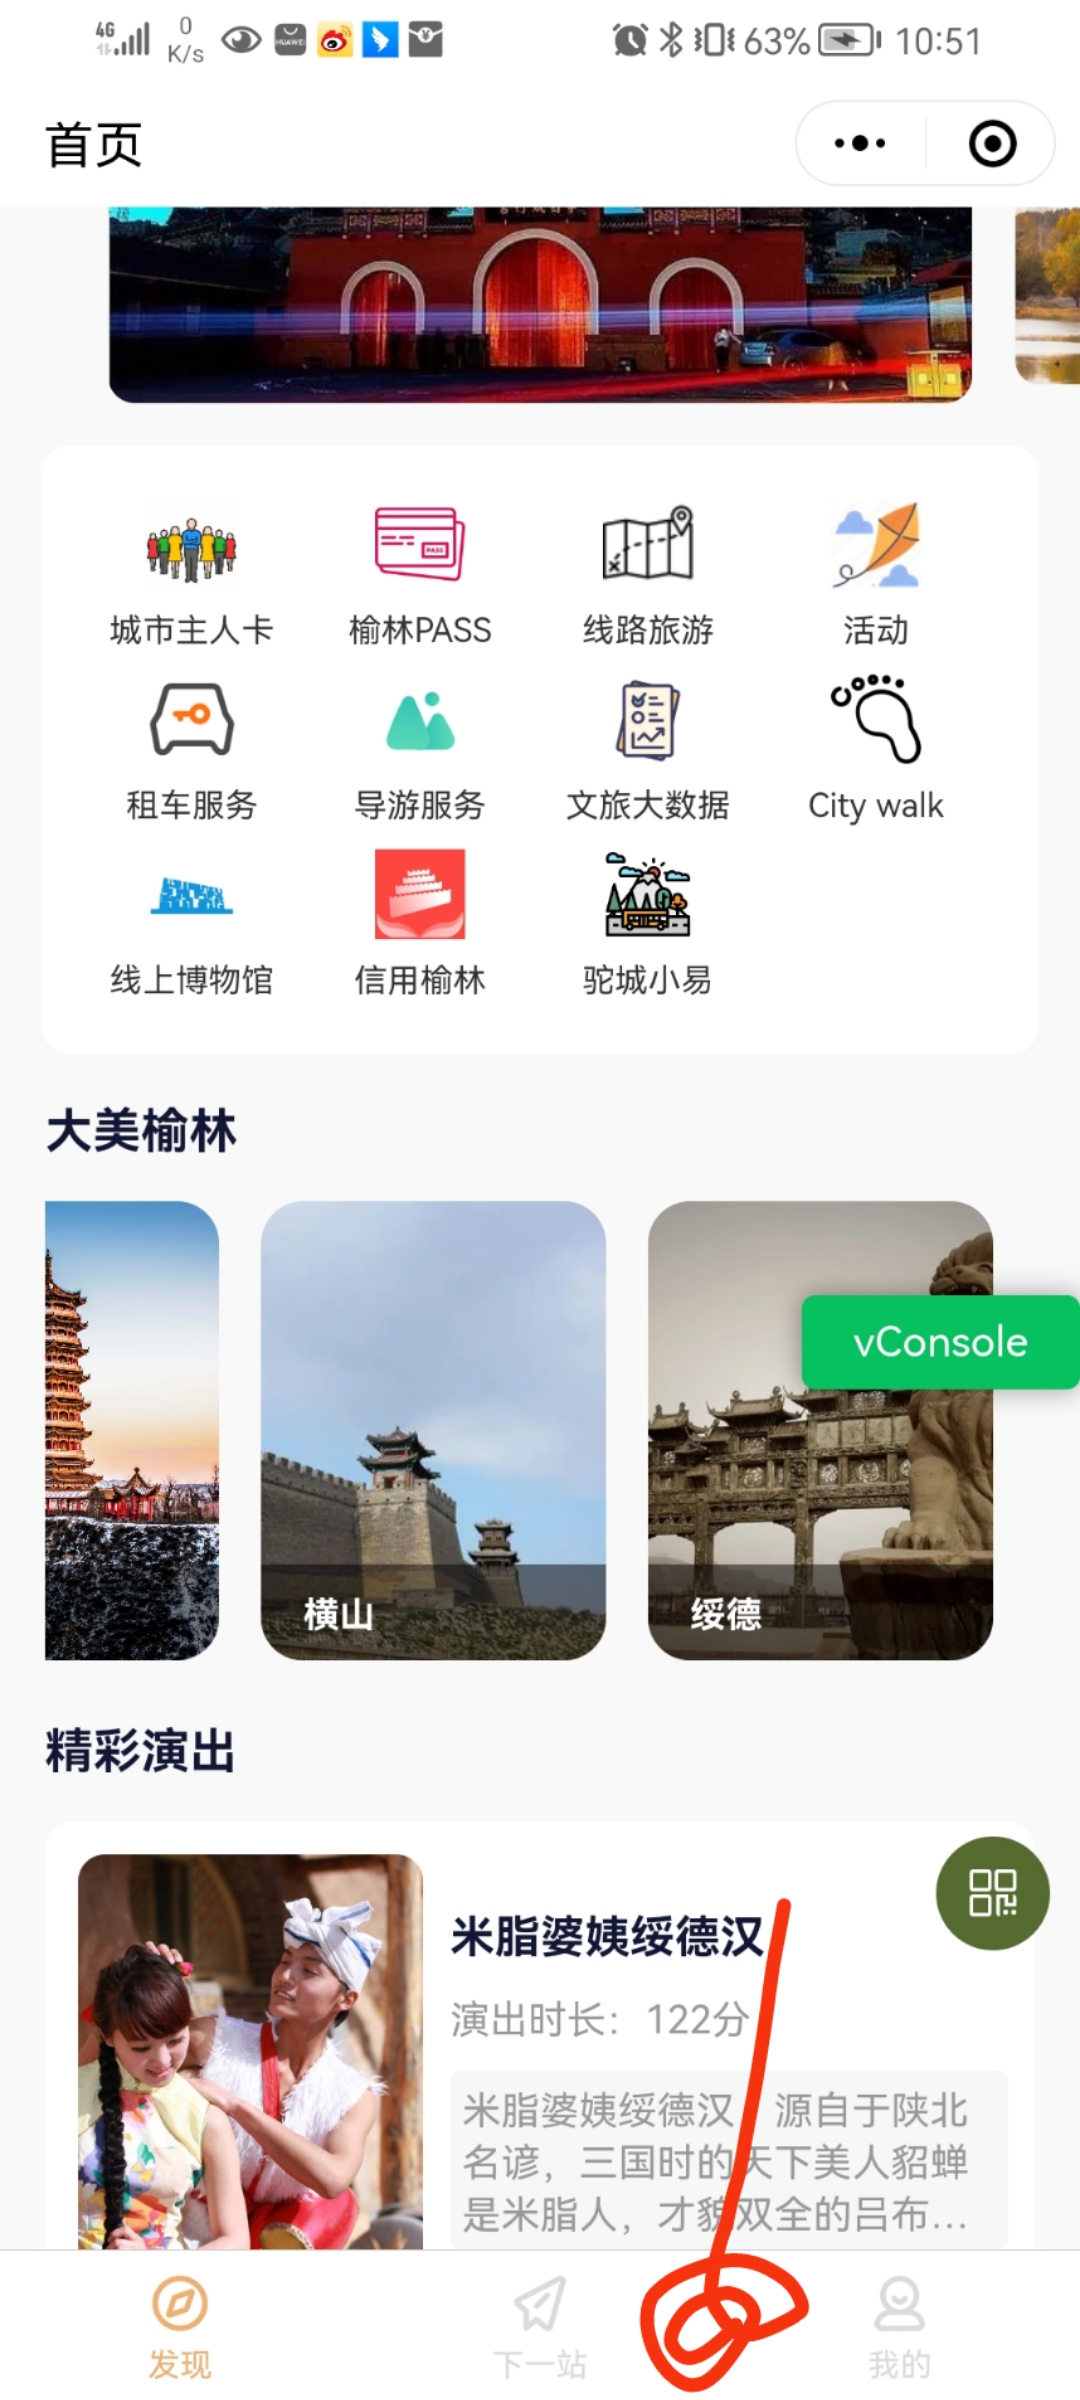 4G
0
K/s
HUAWEI
63%
10:51
首页
城市主人卡
PASS
榆林PASS
线路旅游
活动
租车服务
导游服务
文旅大数据
City walk
线上博物馆
信用榆林
驼城小易
大美榆林
vConsole
横山
绥德
精彩演出
米脂婆姨绥德汉
演出时长：122分
米脂婆姨绥德汉 源自于陕北
名谚，三国时的天下美人貂蝉
是米脂人，才貌双全的吕布...
发现
下一站
我的